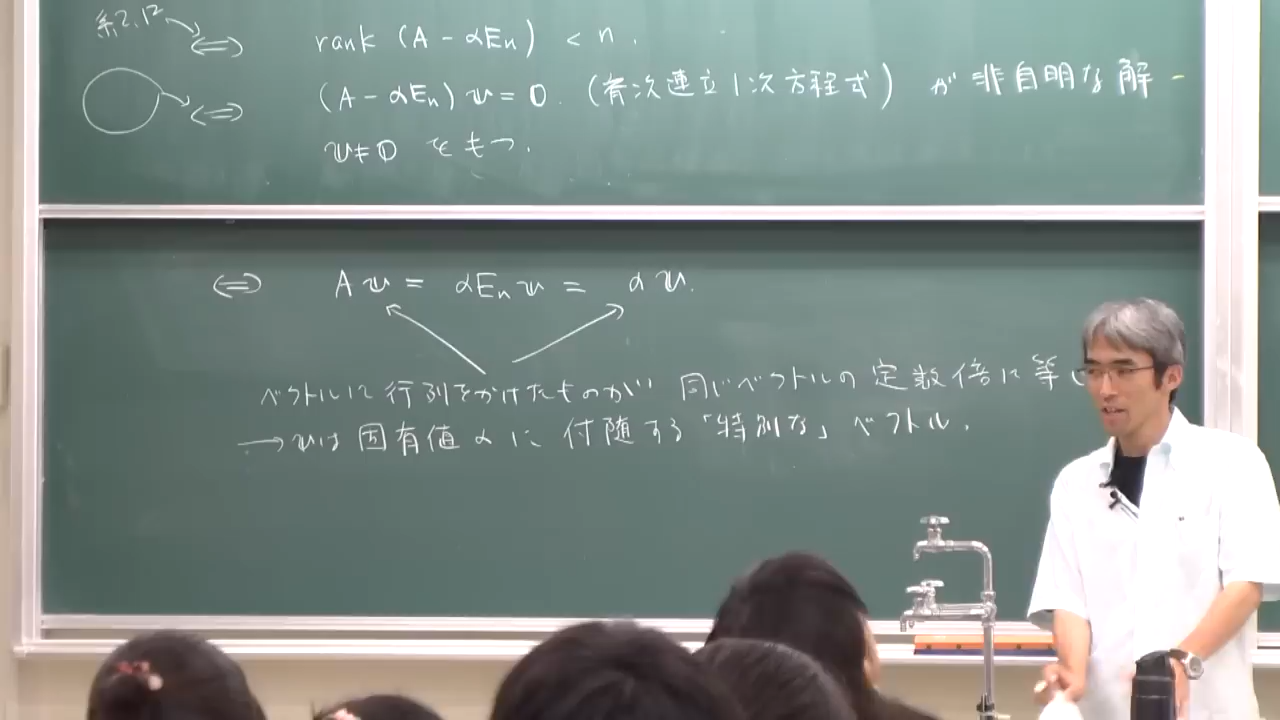 系2.12 ⇔ rank (A - αEn) < n.
⇔ (A - αEn) 𝕧 = 𝟘. (斉次連立1次方程式) が 非自明な解
𝕧≠𝟘 をもつ.
⇔ A𝕧 = αEn𝕧 = α𝕧.
ベクトルに行列をかけたものが 同じベクトルの定数倍に等し
→ 𝕧は固有値αに付随する「特別な」ベクトル.